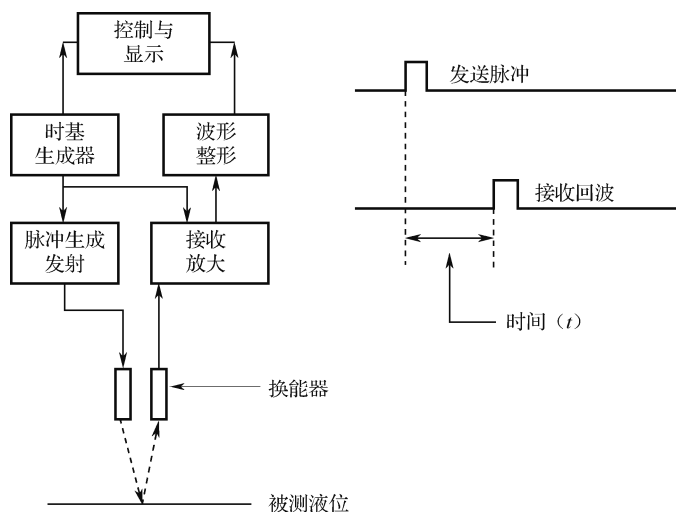 控制与
显示
时基
生成器
波形
整形
脉冲生成
发射
接收
放大
换能器
被测液位
发送脉冲
接收回波
时间（t）